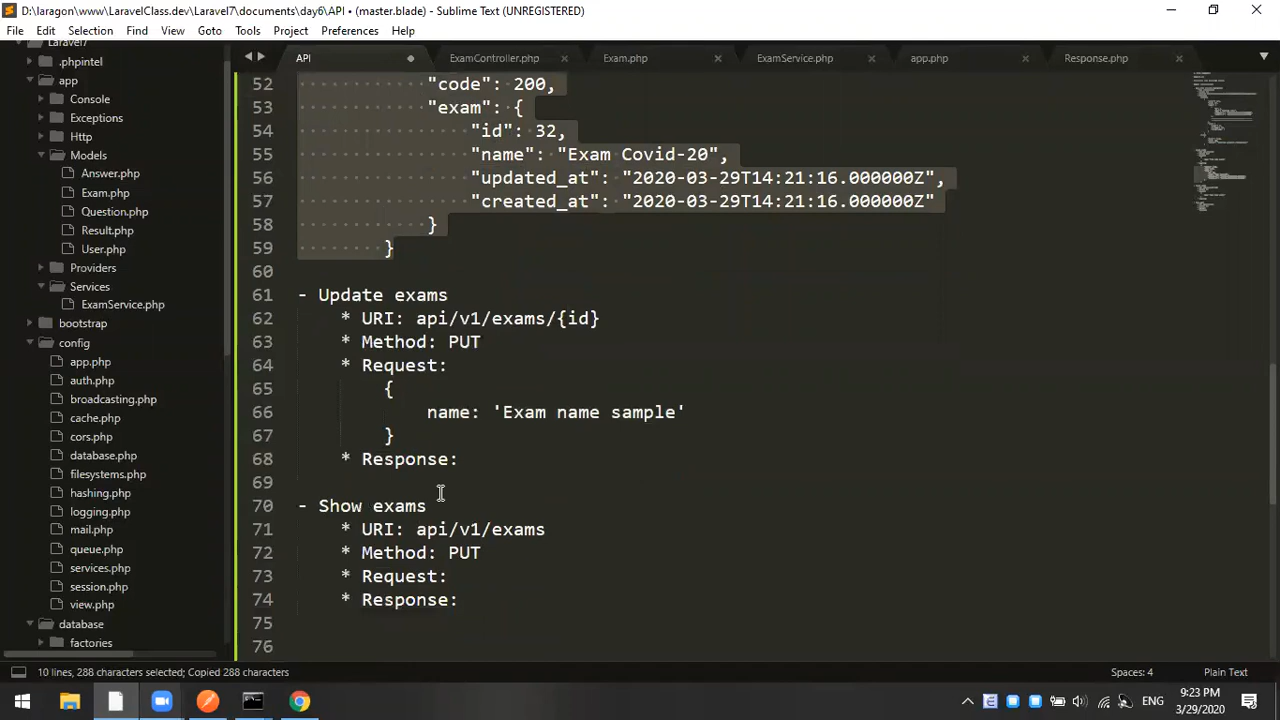 D:\laragon\www\LaravelClass.dev\Laravel7\documents\day6\API • (master.blade) - Sublime Text (UNREGISTERED)
File Edit Selection Find View Goto Tools Project Preferences Help
Laravel7
.phpintel
app
Console
Exceptions
Http
Models
Answer.php
Exam.php
Question.php
Result.php
User.php
Providers
Services
ExamService.php
bootstrap
config
app.php
auth.php
broadcasting.php
cache.php
cors.php
database.php
filesystems.php
hashing.php
logging.php
mail.php
queue.php
services.php
session.php
view.php
database
factories
API ExamController.php Exam.php ExamService.php app.php Response.php
52 "code": 200,
53 "exam": {
54 "id": 32,
55 "name": "Exam Covid-20",
56 "updated_at": "2020-03-29T14:21:16.000000Z",
57 "created_at": "2020-03-29T14:21:16.000000Z"
58 }
59 }
60
61 - Update exams
62 * URI: api/v1/exams/{id}
63 * Method: PUT
64 * Request:
65 {
66 name: 'Exam name sample'
67 }
68 * Response:
69
70 - Show exams
71 * URI: api/v1/exams
72 * Method: PUT
73 * Request:
74 * Response:
75
76
10 lines, 288 characters selected; Copied 288 characters Spaces: 4 Plain Text
ENG 9:23 PM
3/29/2020